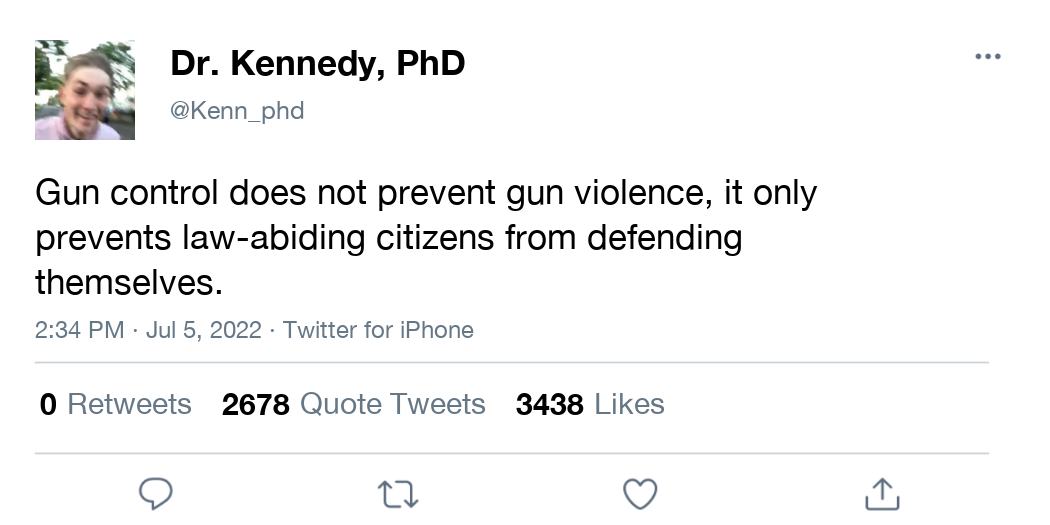 Dr. Kennedy, PhD
@Kenn_phd
Gun control does not prevent gun violence, it only
prevents law-abiding citizens from defending
themselves.
2:34 PM · Jul 5, 2022 · Twitter for iPhone
0 Retweets 2678 Quote Tweets 3438 Likes